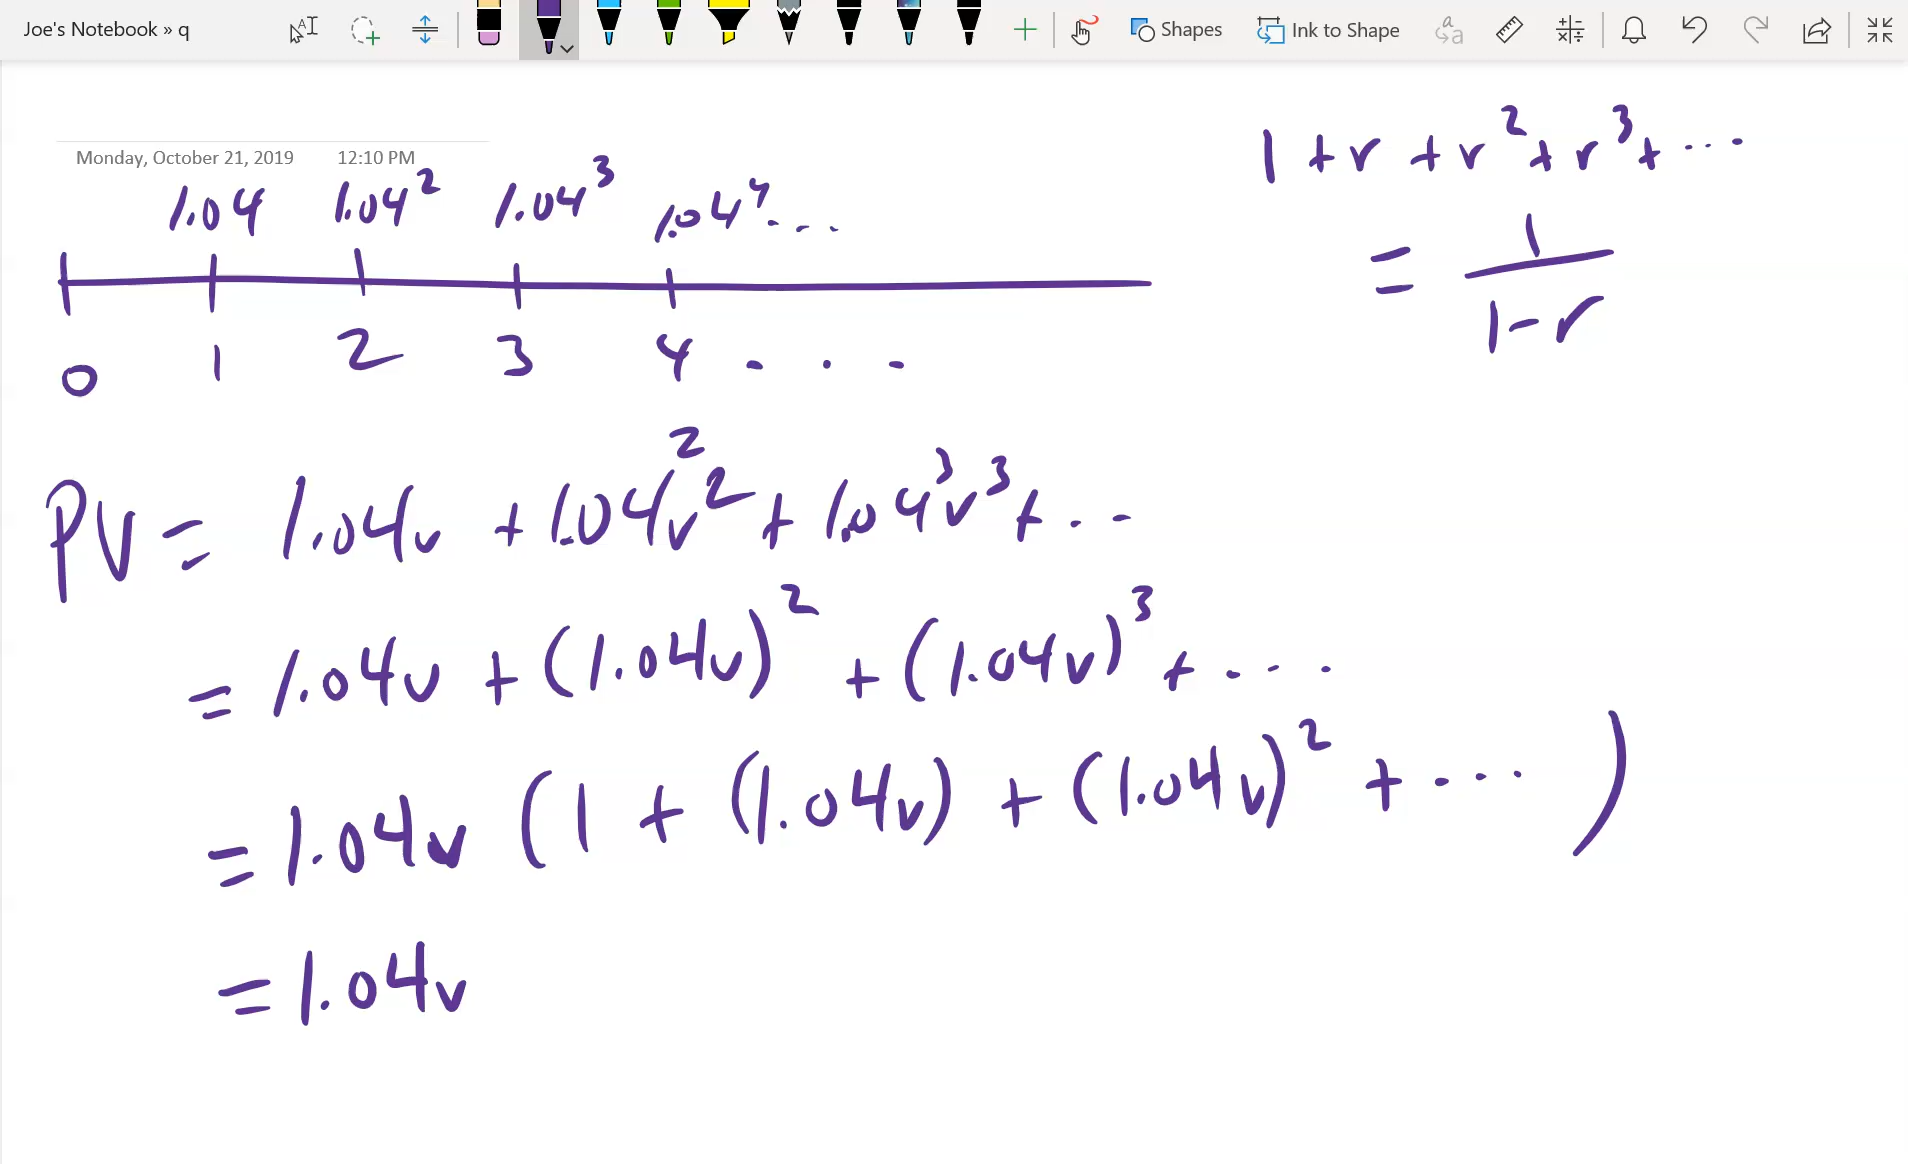 Joe's Notebook » q
Shapes
Ink to Shape
Monday, October 21, 2019 12:10 PM
1 + r + r² + r³ + ...
1.04 1.04² 1.04³ 1.04⁴ ...
= 1/(1-r)
0 1 2 3 4 . . .
PV = 1.04v + 1.04²v² + 1.04³v³ + ...
= 1.04v + (1.04v)² + (1.04v)³ + ...
= 1.04v (1 + (1.04v) + (1.04v)² + ... )
= 1.04v